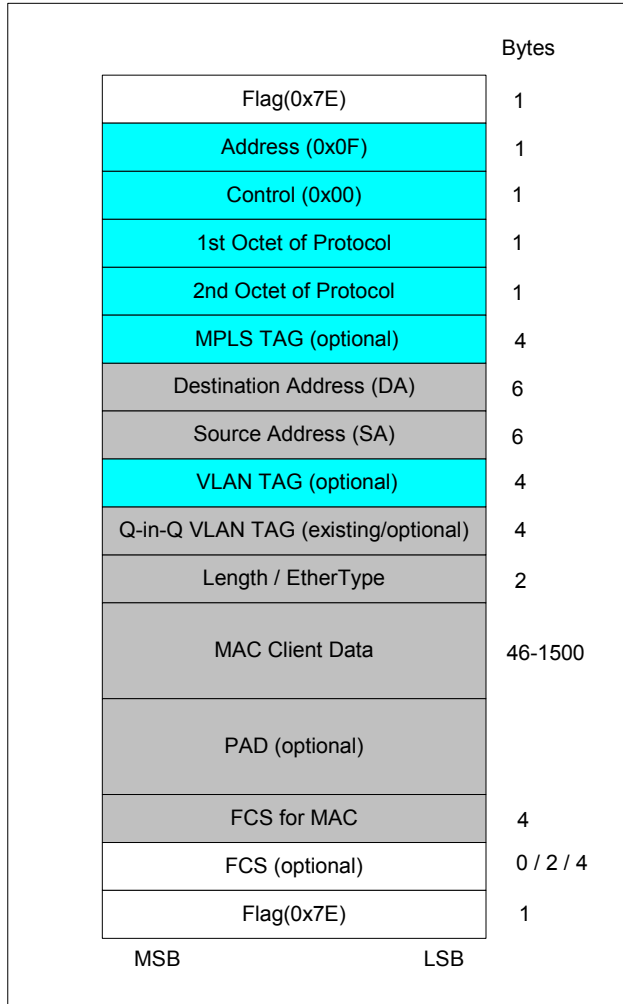 Bytes
Flag(0x7E) 1
Address (0x0F) 1
Control (0x00) 1
1st Octet of Protocol 1
2nd Octet of Protocol 1
MPLS TAG (optional) 4
Destination Address (DA) 6
Source Address (SA) 6
VLAN TAG (optional) 4
Q-in-Q VLAN TAG (existing/optional) 4
Length / EtherType 2
MAC Client Data 46-1500
PAD (optional)
FCS for MAC 4
FCS (optional) 0 / 2 / 4
Flag(0x7E) 1
MSB LSB